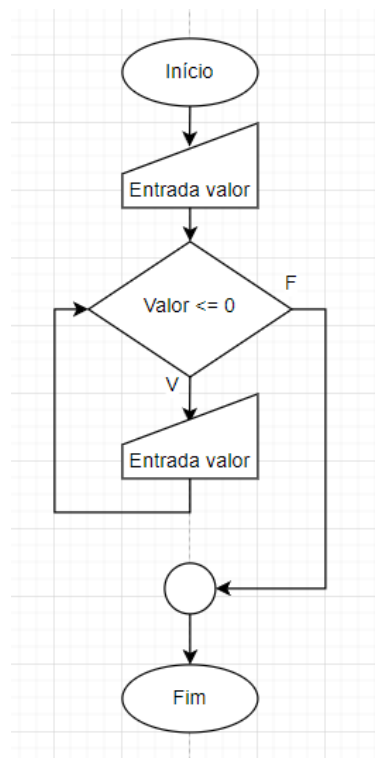 Início
Entrada valor
Valor <= 0
F
V
Entrada valor
Fim